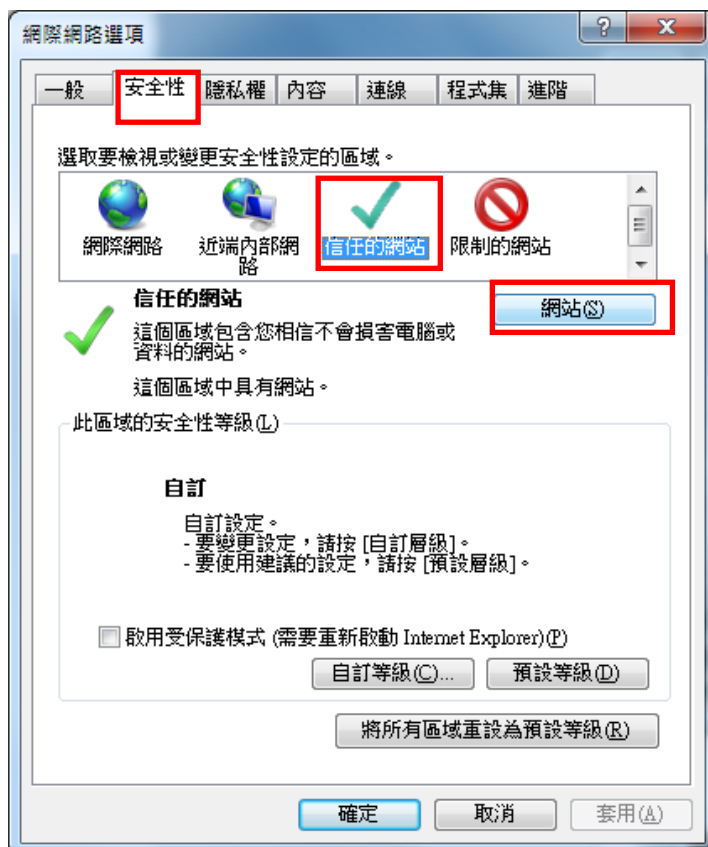 網際網路選項
一般 安全性 隱私權 內容 連線 程式集 進階
選取要檢視或變更安全性設定的區域。
網際網路 近端內部網路 信任的網站 限制的網站
信任的網站
網站(S)
這個區域包含您相信不會損害電腦或
資料的網站。
這個區域中具有網站。
此區域的安全性等級(L)
自訂
自訂設定。
- 要變更設定，請按 [自訂層級]。
- 要使用建議的設定，請按 [預設層級]。
啟用受保護模式 (需要重新啟動 Internet Explorer)(P)
自訂等級(C)... 預設等級(D)
將所有區域重設為預設等級(R)
確定 取消 套用(A)